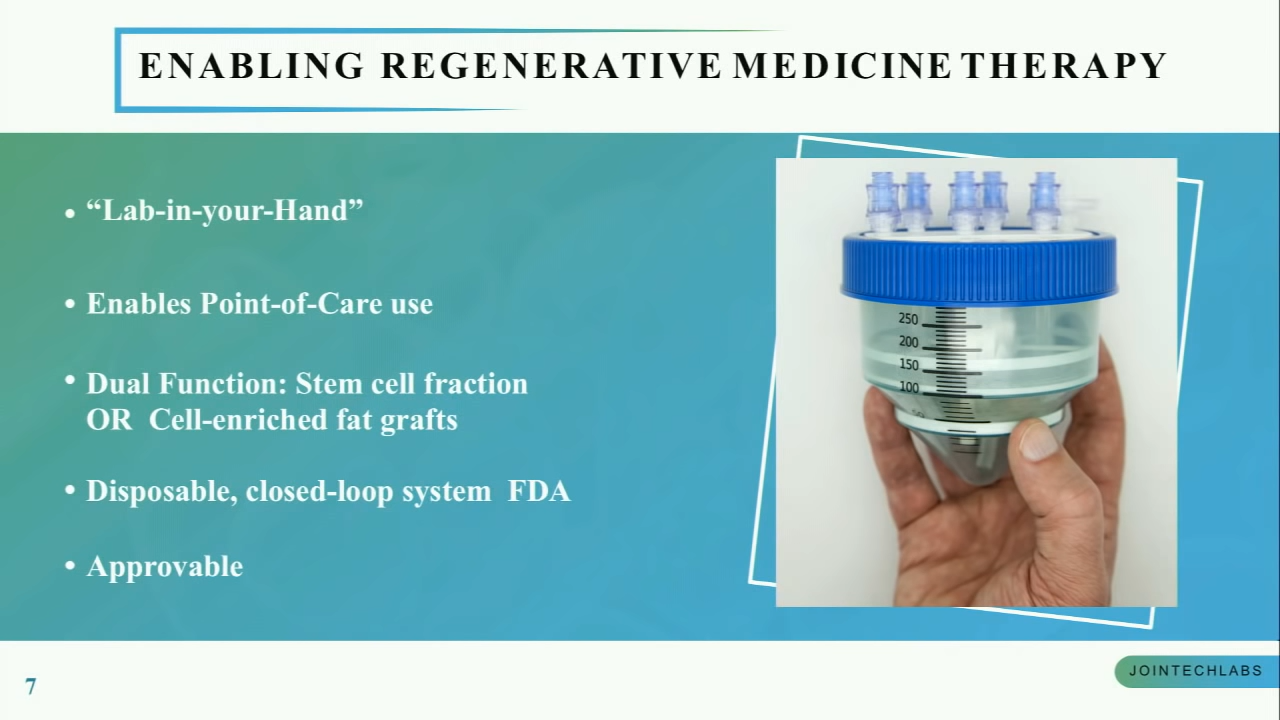 ENABLING REGENERATIVE MEDICINE THERAPY
• “Lab-in-your-Hand”
• Enables Point-of-Care use
• Dual Function: Stem cell fraction
OR Cell-enriched fat grafts
• Disposable, closed-loop system FDA
• Approvable
250
200
150
100
7
JOINTECHLABS